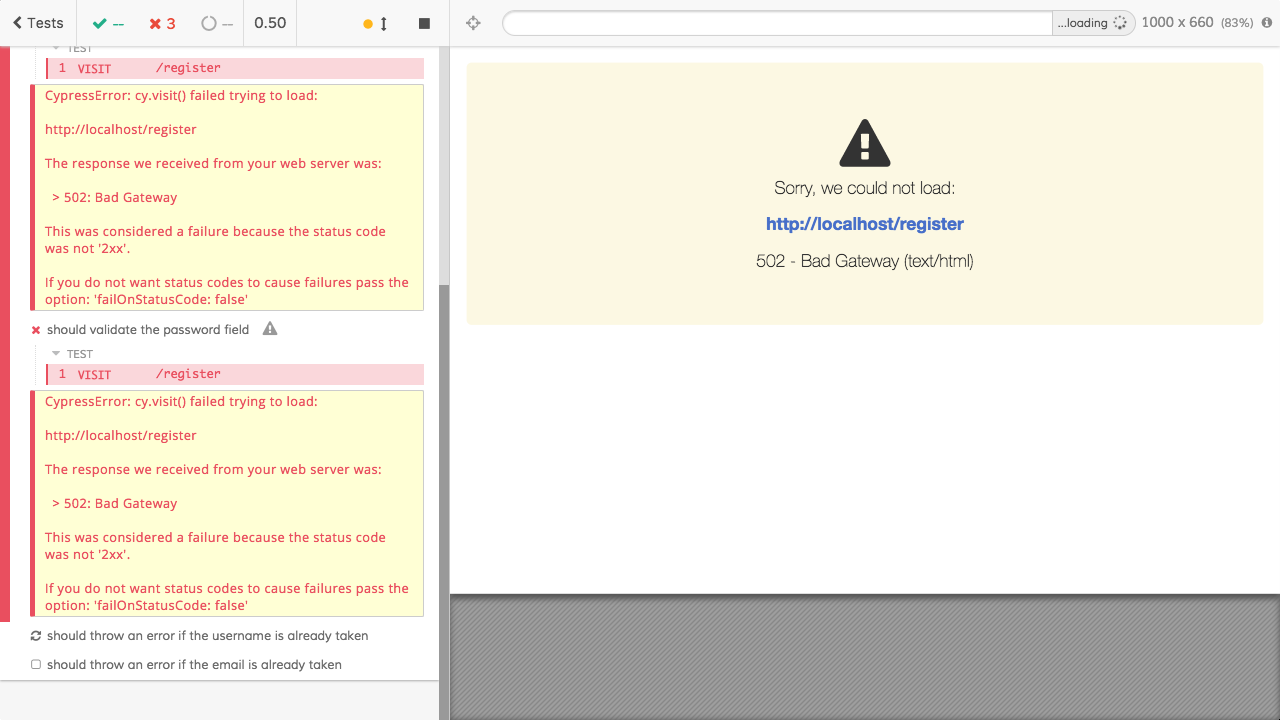 Tests
--
3
--
0.50
...loading
1000 x 660 (83%)
TEST
1 VISIT /register
CypressError: cy.visit() failed trying to load:
http://localhost/register
The response we received from your web server was:
> 502: Bad Gateway
This was considered a failure because the status code
was not '2xx'.
If you do not want status codes to cause failures pass the
option: 'failOnStatusCode: false'
should validate the password field
TEST
1 VISIT /register
CypressError: cy.visit() failed trying to load:
http://localhost/register
The response we received from your web server was:
> 502: Bad Gateway
This was considered a failure because the status code
was not '2xx'.
If you do not want status codes to cause failures pass the
option: 'failOnStatusCode: false'
should throw an error if the username is already taken
should throw an error if the email is already taken
Sorry, we could not load:
http://localhost/register
502 - Bad Gateway (text/html)